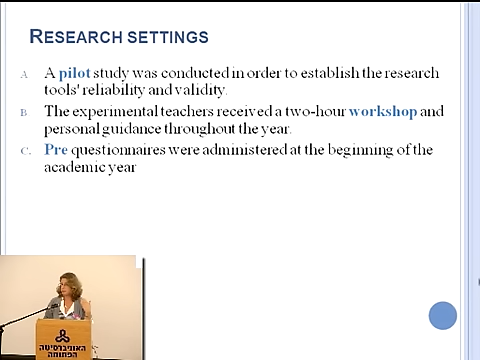 RESEARCH SETTINGS
A. A pilot study was conducted in order to establish the research
tools' reliability and validity.
B. The experimental teachers received a two-hour workshop and
personal guidance throughout the year.
C. Pre questionnaires were administered at the beginning of the
academic year
האוניברסיטה
הפתוחה